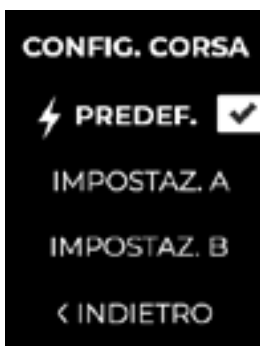 CONFIG. CORSA
PREDEF.
IMPOSTAZ. A
IMPOSTAZ. B
< INDIETRO